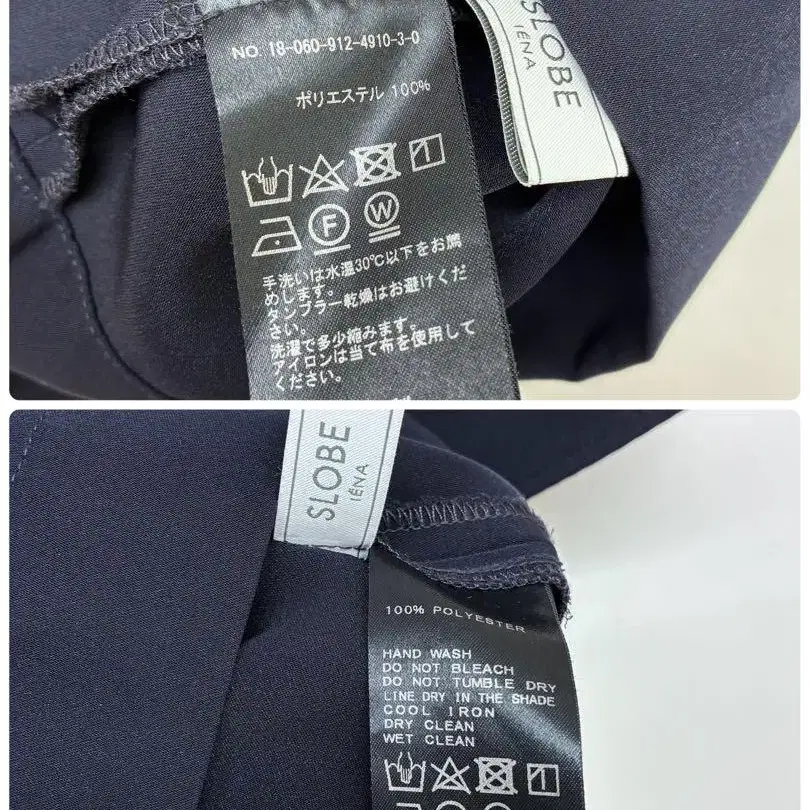 NO. 18-060-912-4910-3-0
SLOBE
IÉNA
ポリエステル 100%
F
W
手洗いは水温30℃以下をお薦
めします。
タンブラー乾燥はお避けくだ
さい。
洗濯で多少縮みます。
アイロンは当て布を使用して
ください。
SLOBE
IÉNA
100% POLYESTER
HAND WASH
DO NOT BLEACH
DO NOT TUMBLE DRY
LINE DRY IN THE SHADE
COOL IRON
DRY CLEAN
WET CLEAN